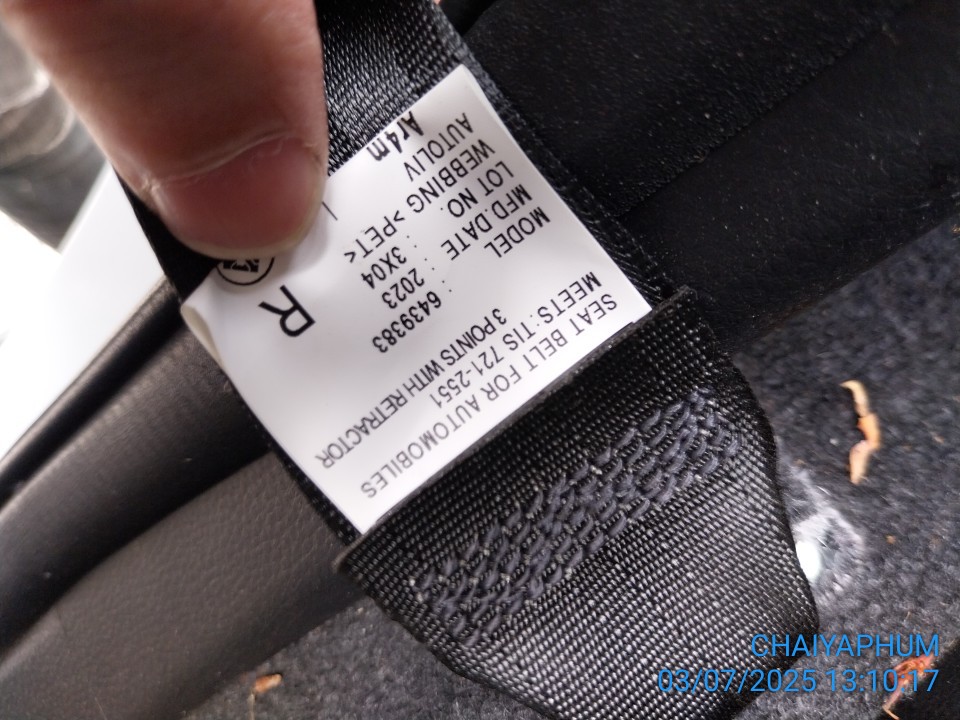 SEAT BELT FOR AUTOMOBILES
MEETS : TIS 721-2551
3 POINTS WITH RETRACTOR
MODEL : 6439383
MFD.DATE : 2023
LOT NO. : 3X04
WEBBING >PET<
AUTOLIV
Ar4m
R
CHAIYAPHUM
03/07/2025 13:10:17